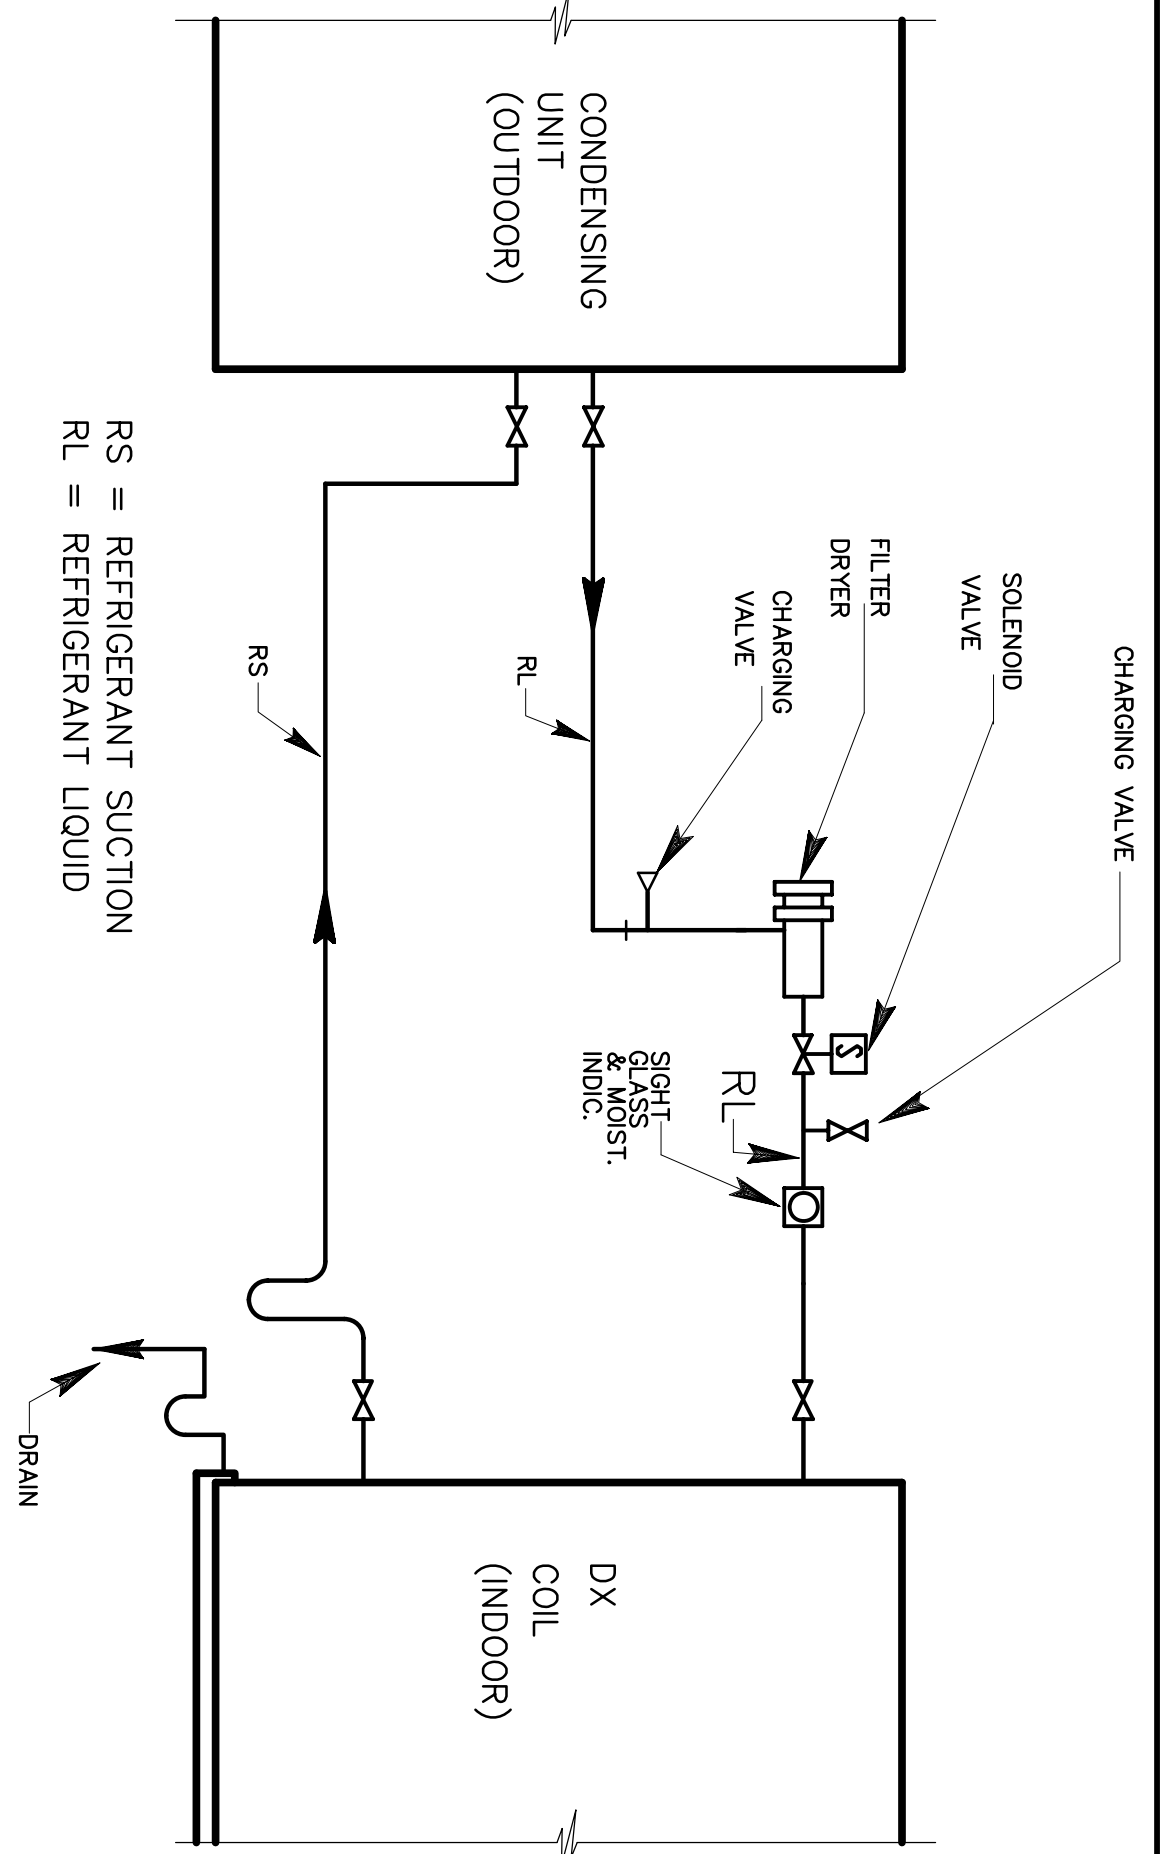 CHARGING VALVE
SOLENOID
VALVE
FILTER
DRYER
CHARGING
VALVE
CONDENSING
UNIT
(OUTDOOR)
S
RL
SIGHT
GLASS
& MOIST.
INDIC.
DX
COIL
(INDOOR)
RL
RS
RS = REFRIGERANT SUCTION
RL = REFRIGERANT LIQUID
DRAIN